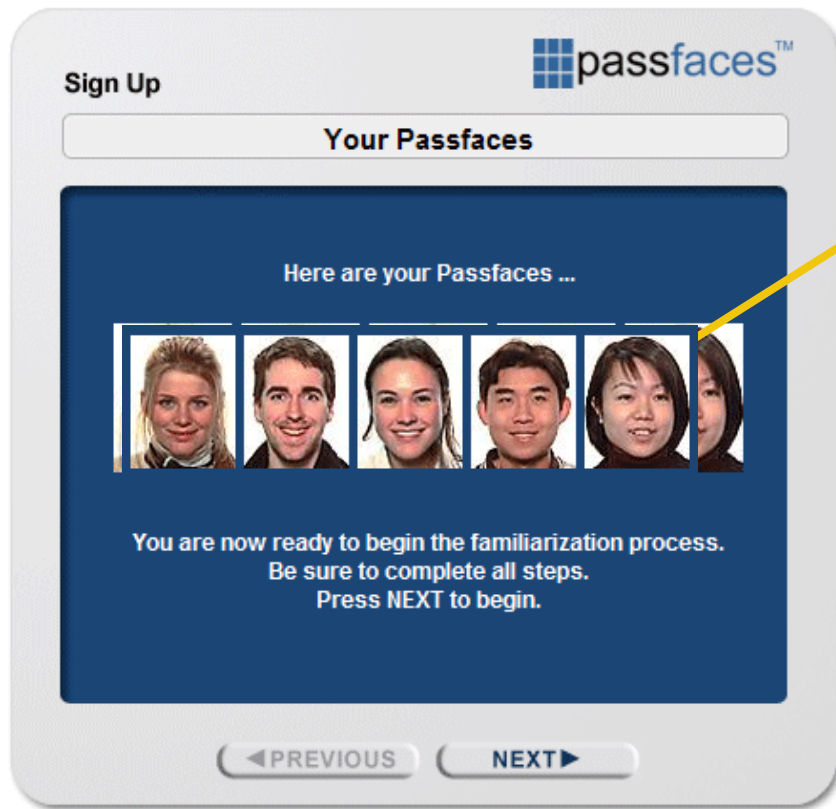 passfaces™
Sign Up
Your Passfaces
Here are your Passfaces ...
You are now ready to begin the familiarization process.
Be sure to complete all steps.
Press NEXT to begin.
◀PREVIOUS
NEXT▶